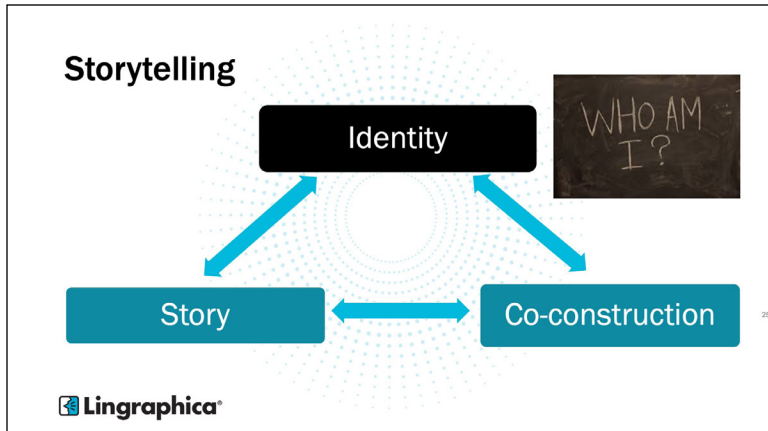 Storytelling
Identity
WHO AM
I?
Story
Co-construction
Lingraphica®